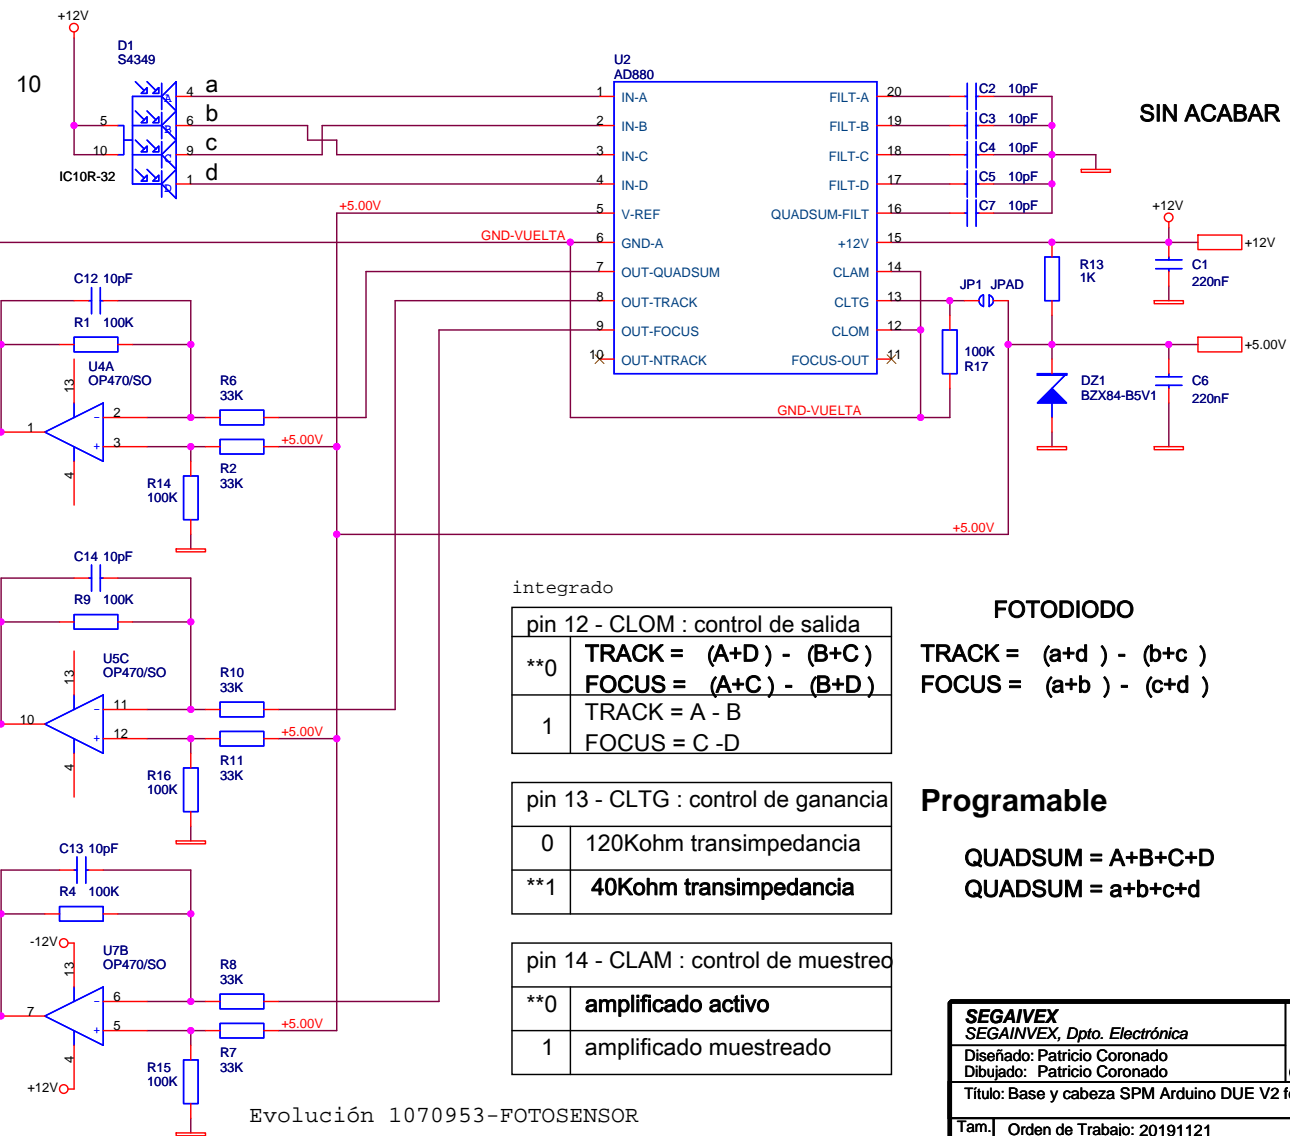 +12V
D1
S4349
10
4 a
6 b
9 c
1 d
5
10
IC10R-32
A
B
C
D
U2
AD880
1 IN-A
2 IN-B
3 IN-C
4 IN-D
5 V-REF
6 GND-A
7 OUT-QUADSUM
8 OUT-TRACK
9 OUT-FOCUS
10 OUT-NTRACK
FILT-A 20
FILT-B 19
FILT-C 18
FILT-D 17
QUADSUM-FILT 16
+12V 15
CLAM 14
CLTG 13
CLOM 12
FOCUS-OUT 11
C2 10pF
C3 10pF
C4 10pF
C5 10pF
C7 10pF
SIN ACABAR
+5.00V
GND-VUELTA
+12V
+12V
R13
1K
C1
220nF
JP1 JPAD
100K
R17
+5.00V
DZ1
BZX84-B5V1
C6
220nF
GND-VUELTA
+5.00V
C12 10pF
R1 100K
U4A
OP470/SO
13
2
3
1
4
R6
33K
+5.00V
R2
33K
R14
100K
C14 10pF
R9 100K
U5C
OP470/SO
13
11
12
10
4
R10
33K
+5.00V
R11
33K
R16
100K
C13 10pF
R4 100K
-12V
U7B
OP470/SO
13
6
5
7
4
+12V
R8
33K
+5.00V
R7
33K
R15
100K
integrado
pin 12 - CLOM : control de salida
**0 TRACK = (A+D ) - (B+C )
FOCUS = (A+C ) - (B+D )
1 TRACK = A - B
FOCUS = C -D
FOTODIODO
TRACK = (a+d ) - (b+c )
FOCUS = (a+b ) - (c+d )
pin 13 - CLTG : control de ganancia
0 120Kohm transimpedancia
**1 40Kohm transimpedancia
Programable
QUADSUM = A+B+C+D
QUADSUM = a+b+c+d
pin 14 - CLAM : control de muestreo
**0 amplificado activo
1 amplificado muestreado
Evolución 1070953-FOTOSENSOR
SEGAIVEX
SEGAINVEX, Dpto. Electrónica
Diseñado: Patricio Coronado
Dibujado: Patricio Coronado
Título: Base y cabeza SPM Arduino DUE V2
Tam. Orden de Trabajo: 20191121